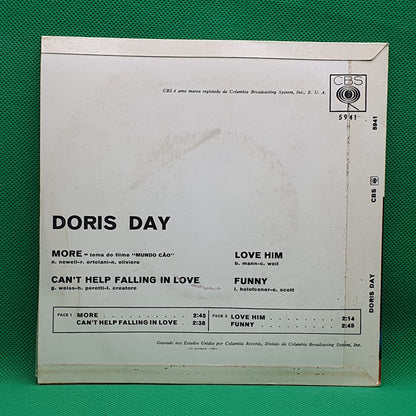 CBS é uma marca registada da Columbia Broadcasting System, Inc., E. U. A.
CBS
5941
DORIS DAY
MORE - tema do filme "MUNDO CÃO"
n. newell-r. ortolani-n. oliviero
CAN'T HELP FALLING IN LOVE
g. weiss-h. peretti-l. creatore
LOVE HIM
b. mann-c. weil
FUNNY
l. holofcener-e. scott
FACE 1 MORE 2:45
CAN'T HELP FALLING IN LOVE 2:38
FACE 2 LOVE HIM 2:14
FUNNY 2:45
Gravado nos Estados Unidos por Columbia Records, Divisão da Columbia Broadcasting System, Inc.
5941
CBS
DORIS DAY